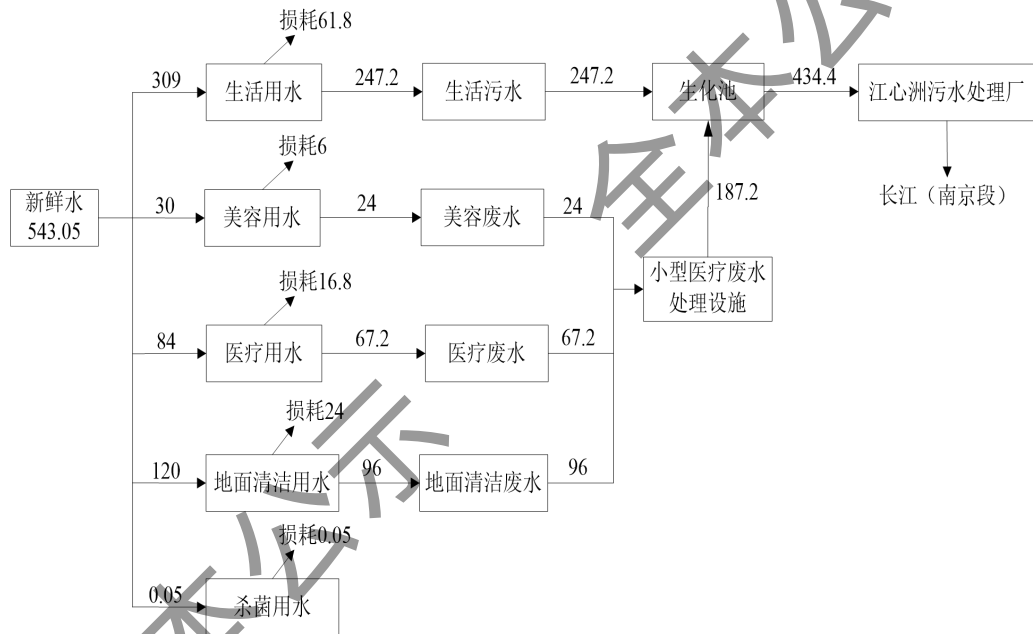 损耗61.8
309
生活用水
247.2
生活污水
247.2
生化池
434.4
江心洲污水处理厂
长江（南京段）
损耗6
新鲜水
543.05
30
美容用水
24
美容废水
24
187.2
小型医疗废水
处理设施
损耗16.8
84
医疗用水
67.2
医疗废水
67.2
损耗24
120
地面清洁用水
96
地面清洁废水
96
损耗0.05
0.05
杀菌用水
全本公
本公示